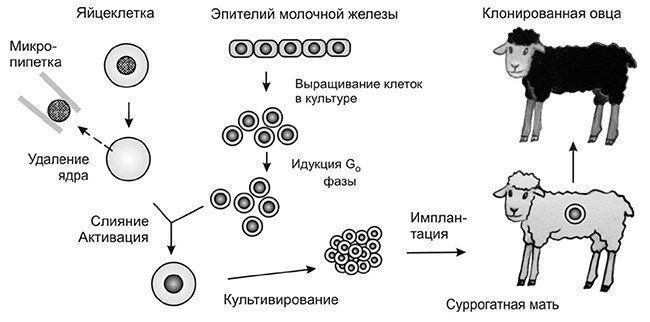 Яйцеклетка
Эпителий молочной железы
Клонированная овца
Микро-
пипетка
Выращивание клеток
в культуре
Удаление
ядра
Идукция G₀
фазы
Слияние
Активация
Имплан-
тация
Культивирование
Суррогатная мать